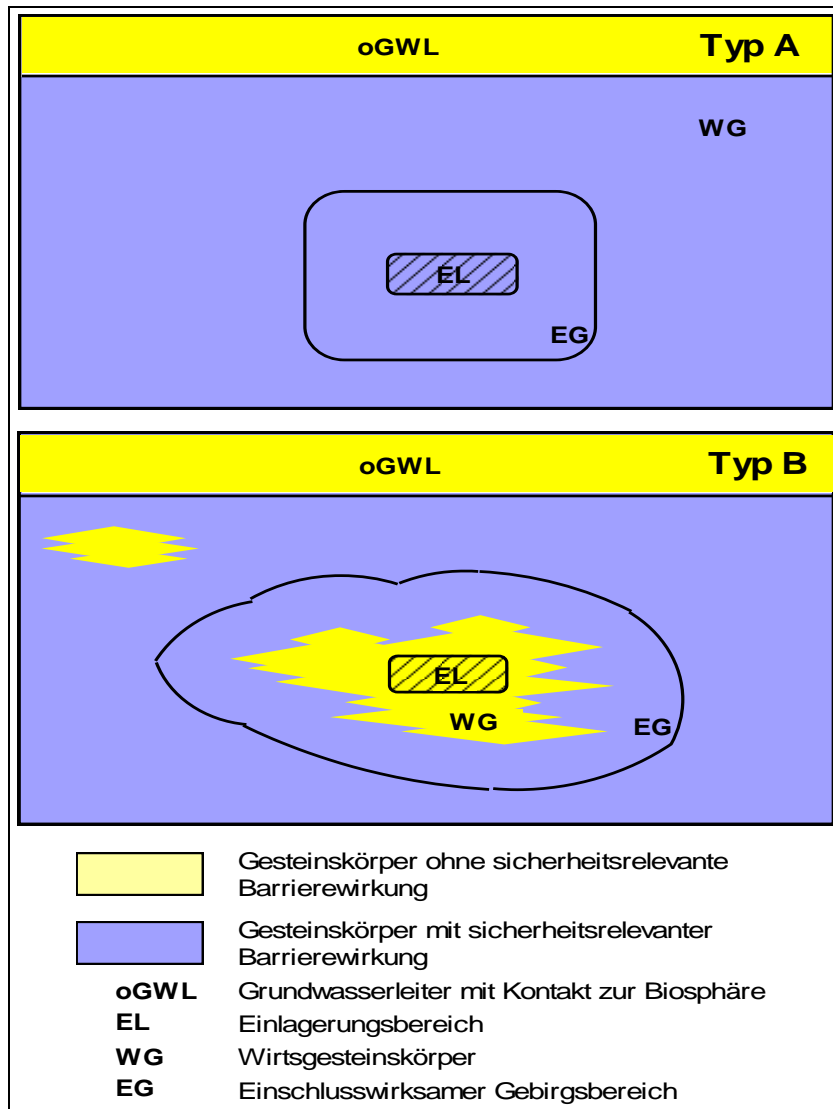 oGWL Typ A
WG
EL
EG
oGWL Typ B
EL
WG EG
Gesteinskörper ohne sicherheitsrelevante
Barrierewirkung
Gesteinskörper mit sicherheitsrelevanter
Barrierewirkung
oGWL Grundwasserleiter mit Kontakt zur Biosphäre
EL Einlagerungsbereich
WG Wirtsgesteinskörper
EG Einschlusswirksamer Gebirgsbereich